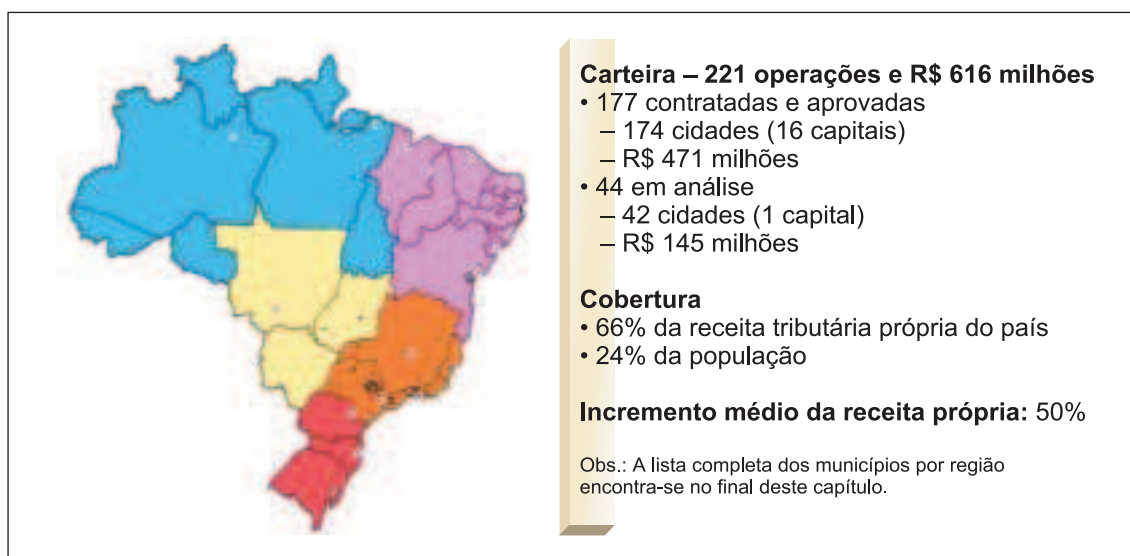 Carteira – 221 operações e R$ 616 milhões
• 177 contratadas e aprovadas
– 174 cidades (16 capitais)
– R$ 471 milhões
• 44 em análise
– 42 cidades (1 capital)
– R$ 145 milhões
Cobertura
• 66% da receita tributária própria do país
• 24% da população
Incremento médio da receita própria: 50%
Obs.: A lista completa dos municípios por região
encontra-se no final deste capítulo.